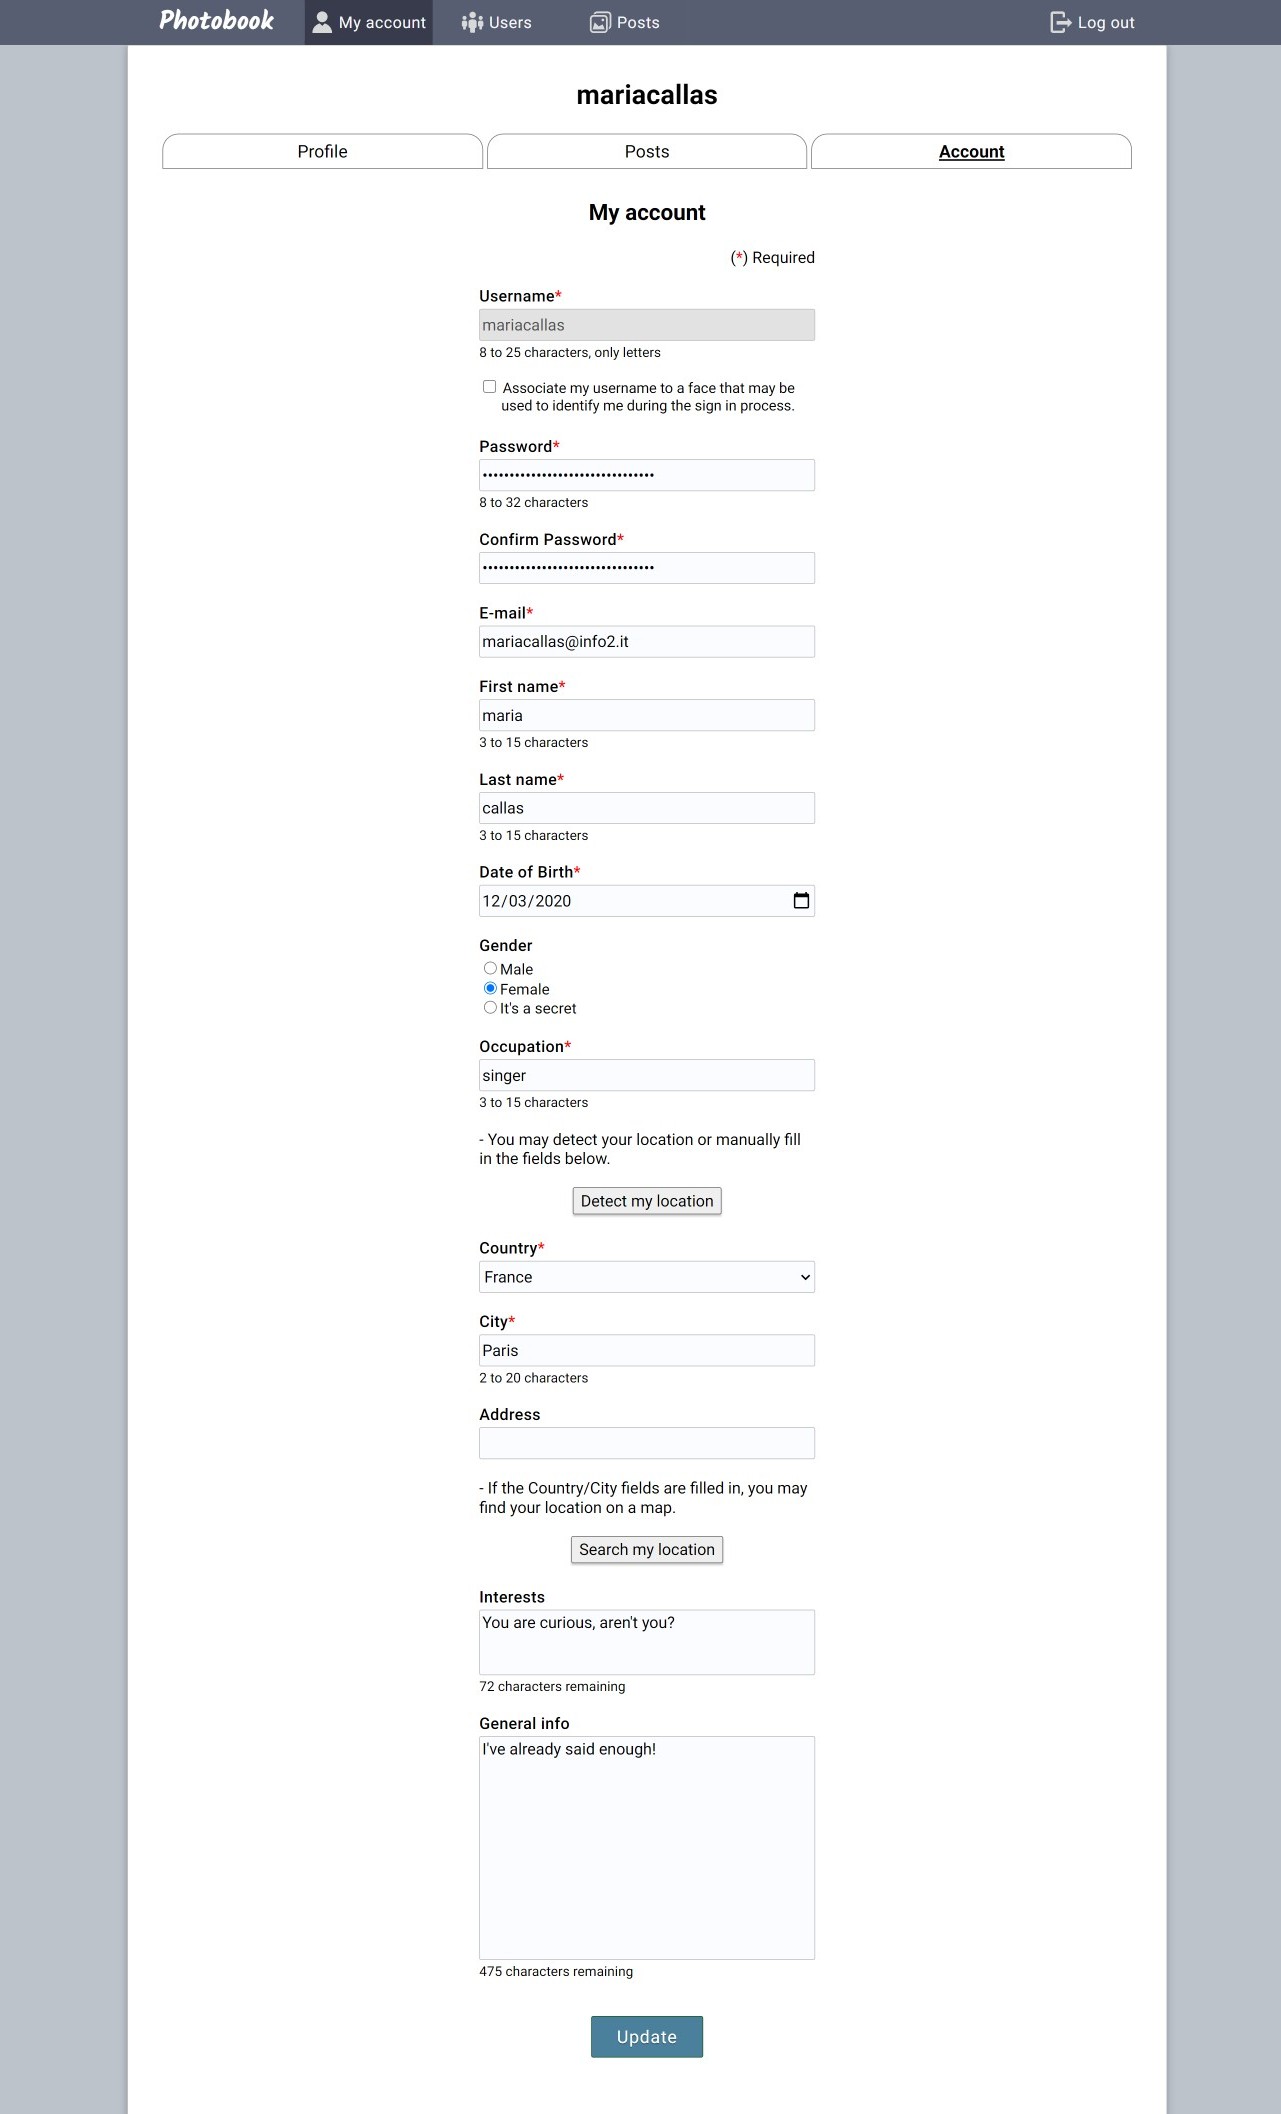 Photobook
My account
Users
Posts
Log out
mariacallas
Profile
Posts
Account
My account
(*) Required
Username*
mariacallas
8 to 25 characters, only letters
Associate my username to a face that may be
used to identify me during the sign in process.
Password*
••••••••••••••••••••••••••••••••
8 to 32 characters
Confirm Password*
••••••••••••••••••••••••••••••••
E-mail*
mariacallas@info2.it
First name*
maria
3 to 15 characters
Last name*
callas
3 to 15 characters
Date of Birth*
12/03/2020
Gender
Male
Female
It's a secret
Occupation*
singer
3 to 15 characters
- You may detect your location or manually fill
in the fields below.
Detect my location
Country*
France
City*
Paris
2 to 20 characters
Address
- If the Country/City fields are filled in, you may
find your location on a map.
Search my location
Interests
You are curious, aren't you?
72 characters remaining
General info
I've already said enough!
475 characters remaining
Update